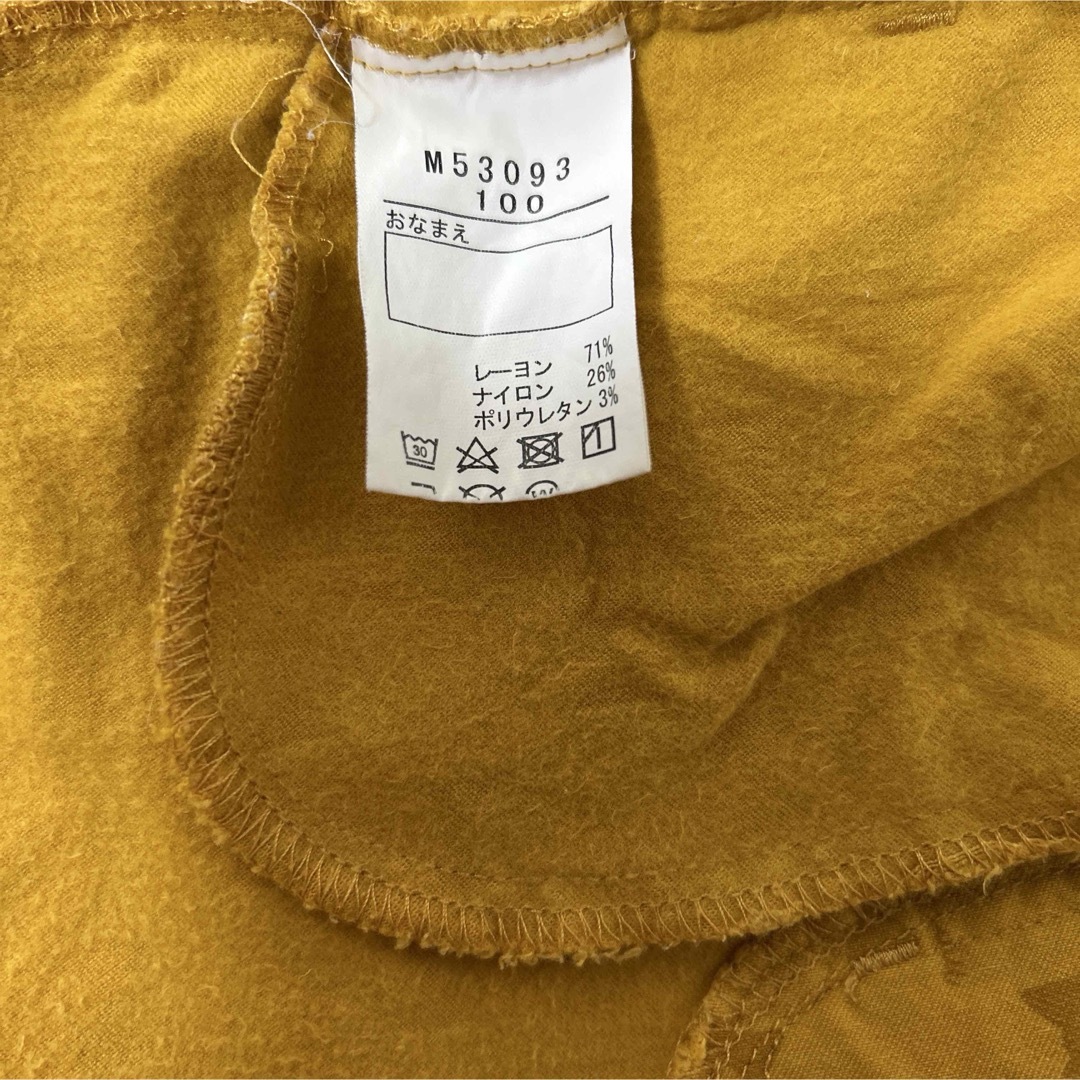 M53093
100
おなまえ
レーヨン 71%
ナイロン 26%
ポリウレタン 3%
30